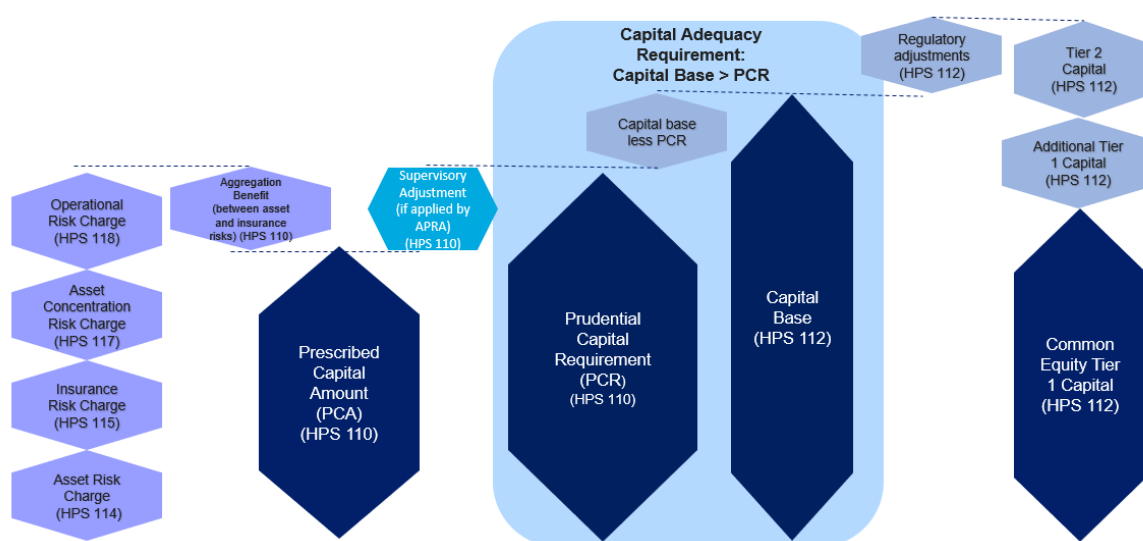 Capital Adequacy
Requirement:
Capital Base > PCR
Regulatory
adjustments
(HPS 112)
Tier 2
Capital
(HPS 112)
Capital base
less PCR
Additional Tier
1 Capital
(HPS 112)
Operational
Risk Charge
(HPS 118)
Aggregation
Benefit
(between asset
and insurance
risks) (HPS 110)
Supervisory
Adjustment
(if applied by
APRA)
(HPS 110)
Asset
Concentration
Risk Charge
(HPS 117)
Insurance
Risk Charge
(HPS 115)
Asset Risk
Charge
(HPS 114)
Prescribed
Capital
Amount
(PCA)
(HPS 110)
Prudential
Capital
Requirement
(PCR)
(HPS 110)
Capital
Base
(HPS 112)
Common
Equity Tier
1 Capital
(HPS 112)